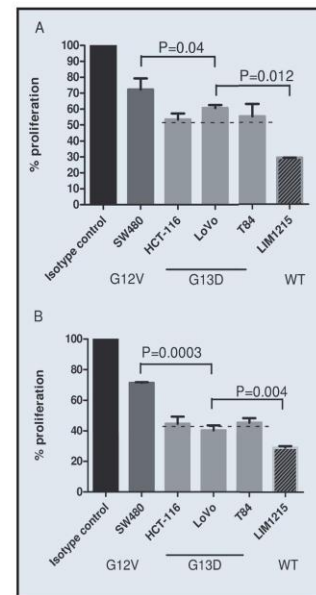 A
P=0.04
P=0.012
% proliferation
100
90
80
70
60
50
40
30
20
10
0
Isotype control
SW480
HCT-116
LoVo
T84
LIM1215
G12V
G13D
WT
B
P=0.0003
P=0.004
% proliferation
100
80
60
40
20
0
Isotype control
SW480
HCT-116
LoVo
T84
LIM1215
G12V
G13D
WT